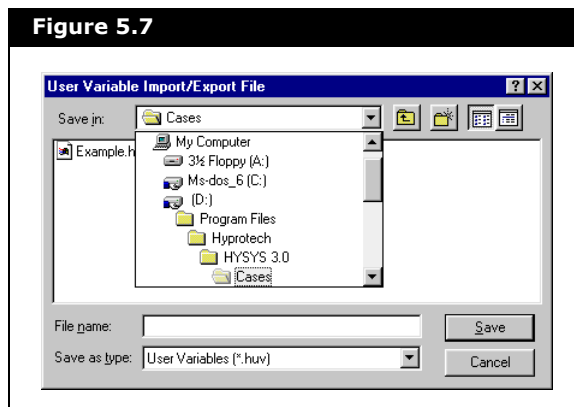 Figure 5.7
User Variable Import/Export File
Save in: Cases
My Computer
Example.h
3½ Floppy (A:)
Ms-dos_6 (C:)
(D:)
Program Files
Hyprotech
HYSYS 3.0
Cases
File name:
Save
Save as type: User Variables (*.huv)
Cancel